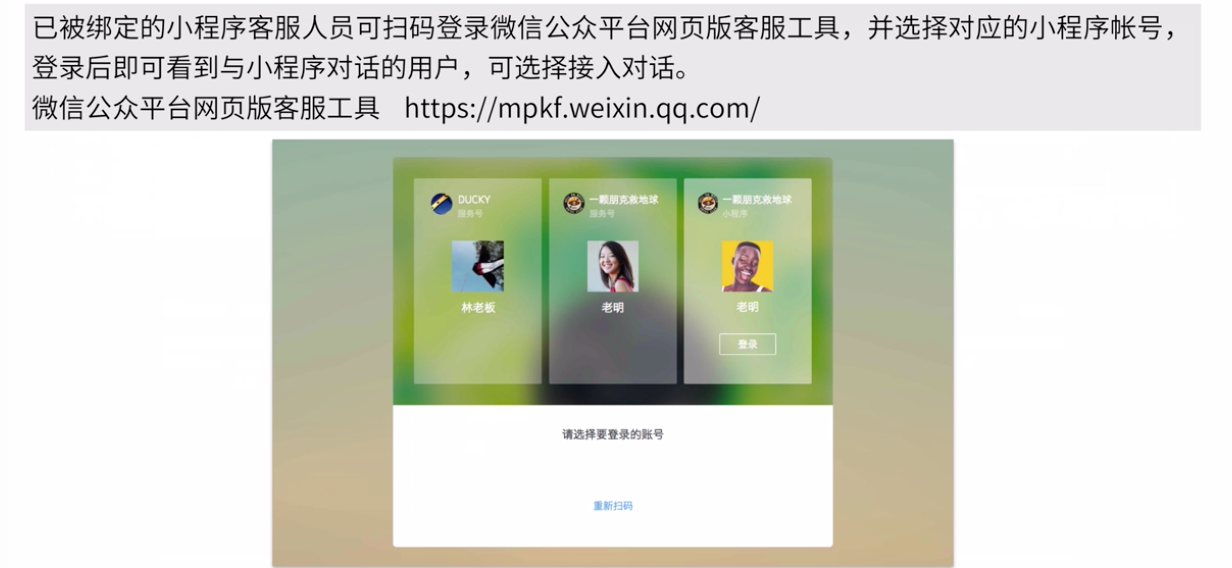 已被绑定的小程序客服人员可扫码登录微信公众平台网页版客服工具，并选择对应的小程序帐号，
登录后即可看到与小程序对话的用户，可选择接入对话。
微信公众平台网页版客服工具 https://mpkf.weixin.qq.com/
DUCKY
服务号
一颗朋克救地球
服务号
一颗朋克救地球
小程序
林老板
老明
老明
登录
请选择要登录的账号
重新扫码